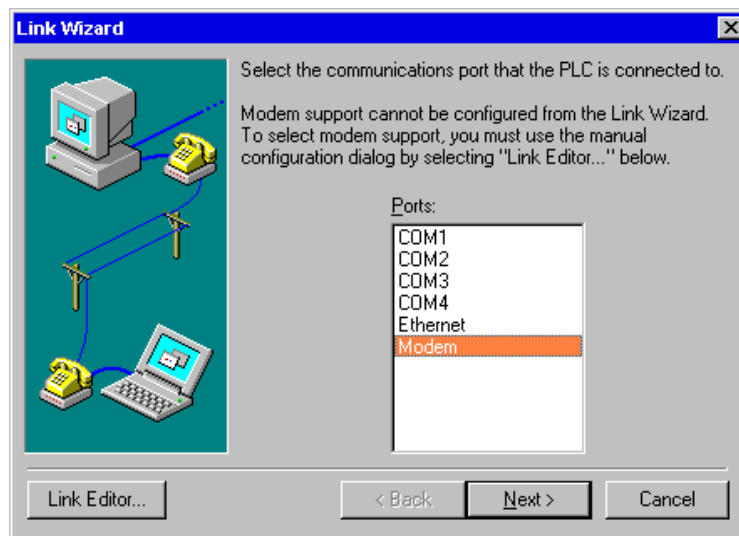 Link Wizard
Select the communications port that the PLC is connected to.
Modem support cannot be configured from the Link Wizard.
To select modem support, you must use the manual
configuration dialog by selecting "Link Editor..." below.
Ports:
COM1
COM2
COM3
COM4
Ethernet
Modem
Link Editor...
< Back
Next >
Cancel